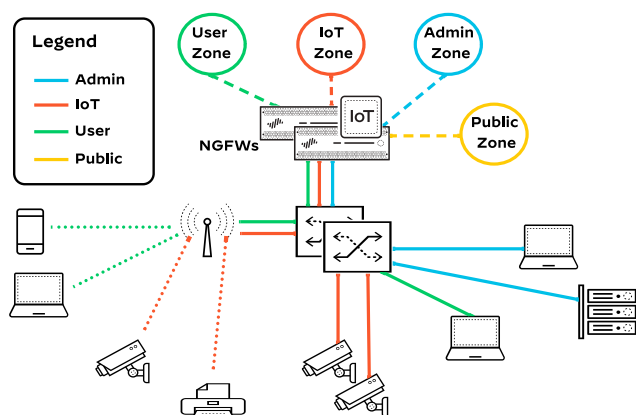 Legend
Admin
IoT
User
Public
User
Zone
IoT
Zone
Admin
Zone
IoT
NGFWs
Public
Zone